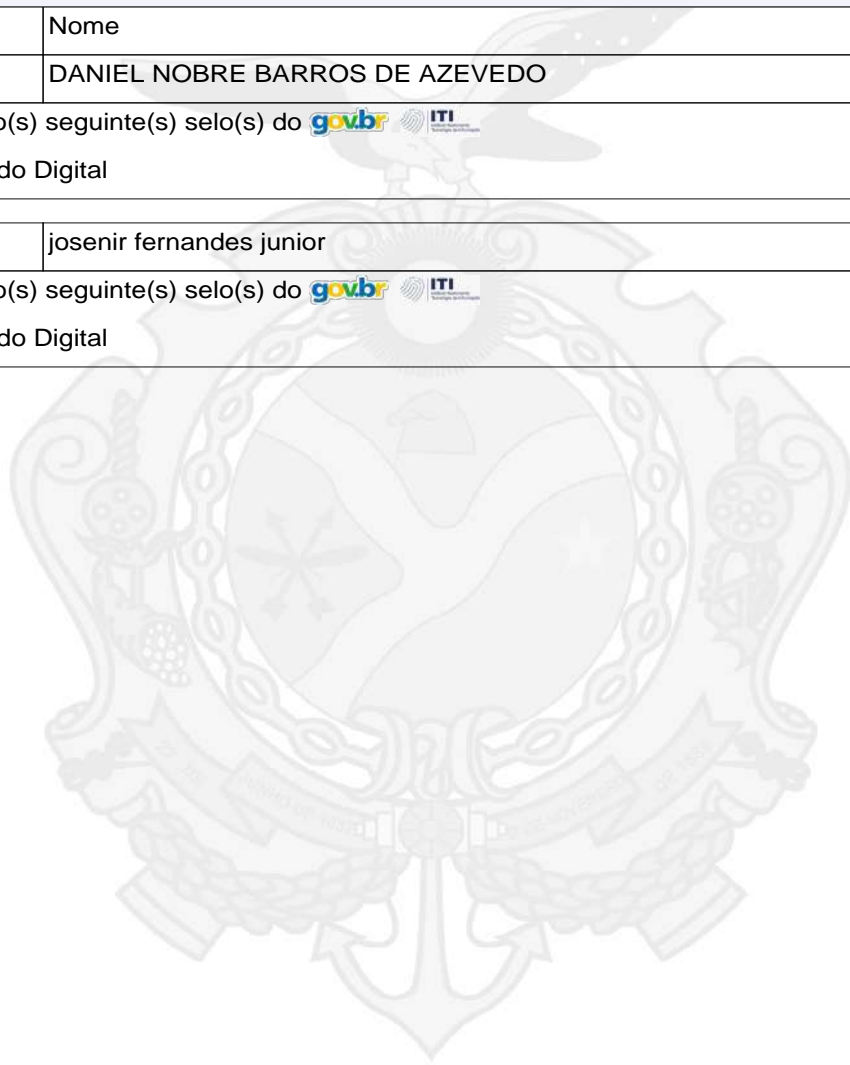 Nome
DANIEL NOBRE BARROS DE AZEVEDO
o(s) seguinte(s) selo(s) do gov.br ITI
do Digital
josenir fernandes junior
o(s) seguinte(s) selo(s) do gov.br ITI
do Digital